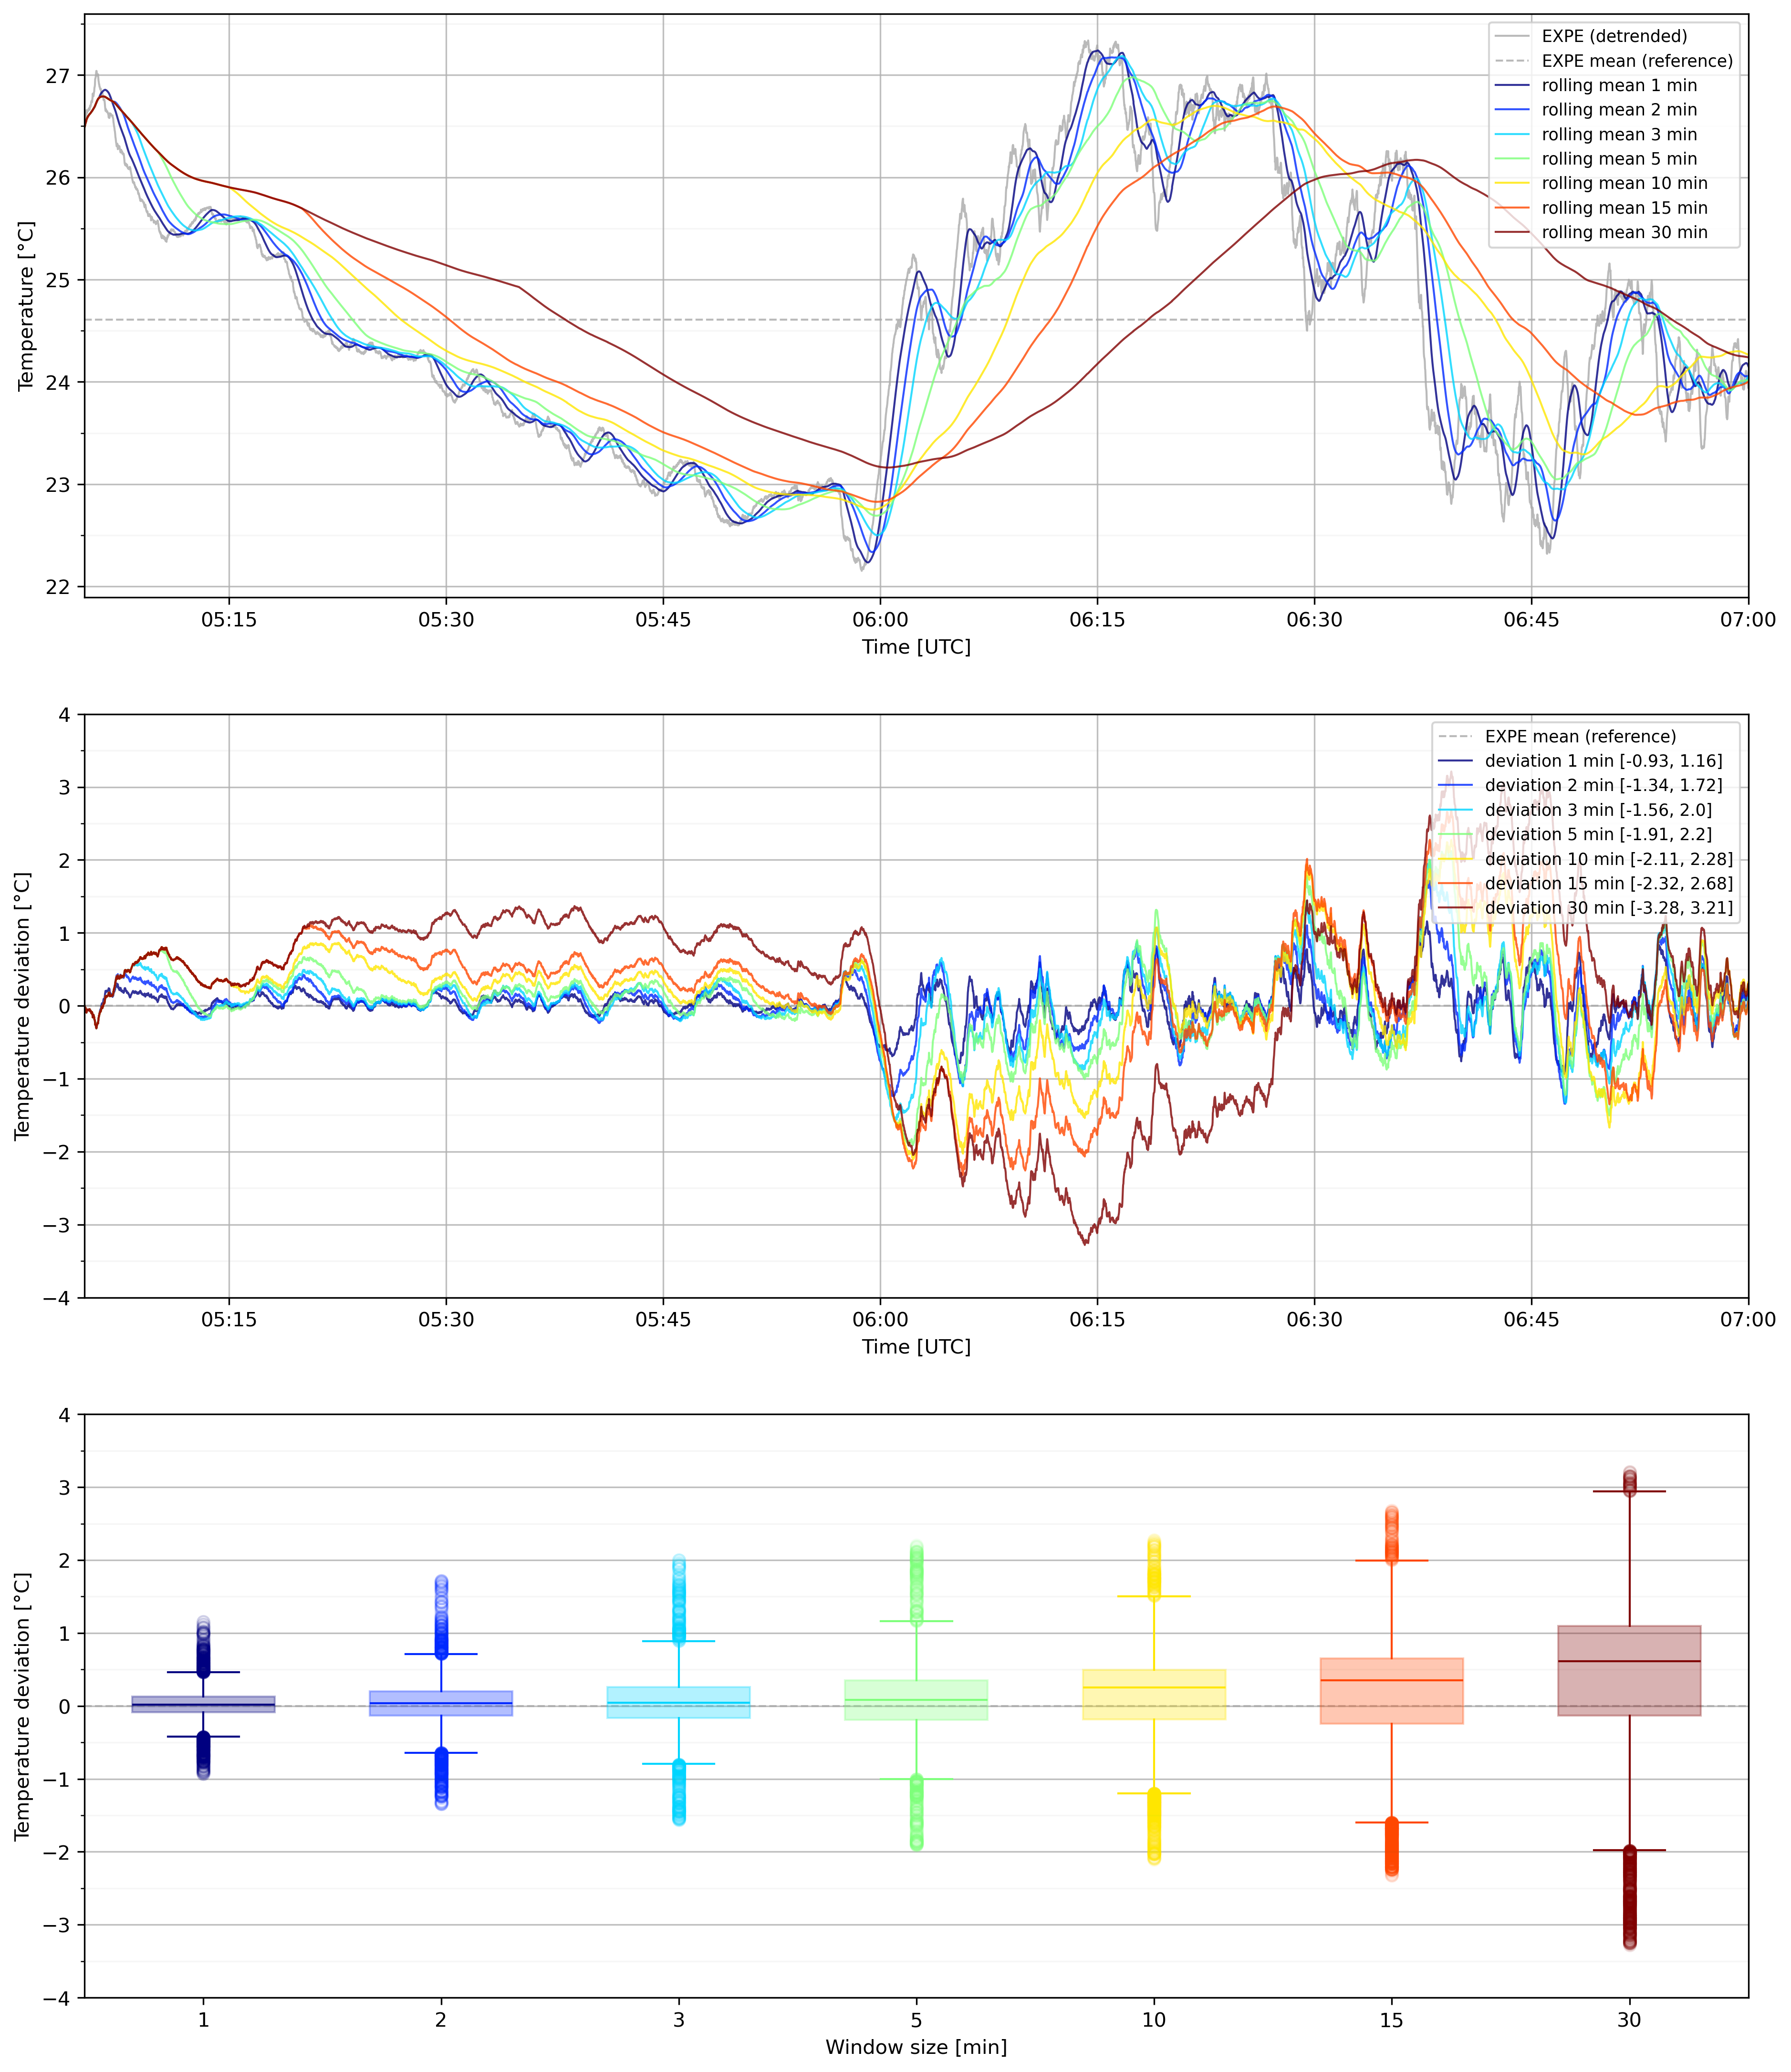 27
26
25
24
23
22
Temperature [°C]
EXPE (detrended)
EXPE mean (reference)
rolling mean 1 min
rolling mean 2 min
rolling mean 3 min
rolling mean 5 min
rolling mean 10 min
rolling mean 15 min
rolling mean 30 min
05:15 05:30 05:45 06:00 06:15 06:30 06:45 07:00
Time [UTC]
4
3
2
1
0
−1
−2
−3
−4
Temperature deviation [°C]
EXPE mean (reference)
deviation 1 min [-0.93, 1.16]
deviation 2 min [-1.34, 1.72]
deviation 3 min [-1.56, 2.0]
deviation 5 min [-1.91, 2.2]
deviation 10 min [-2.11, 2.28]
deviation 15 min [-2.32, 2.68]
deviation 30 min [-3.28, 3.21]
05:15 05:30 05:45 06:00 06:15 06:30 06:45 07:00
Time [UTC]
4
3
2
1
0
−1
−2
−3
−4
Temperature deviation [°C]
1 2 3 5 10 15 30
Window size [min]